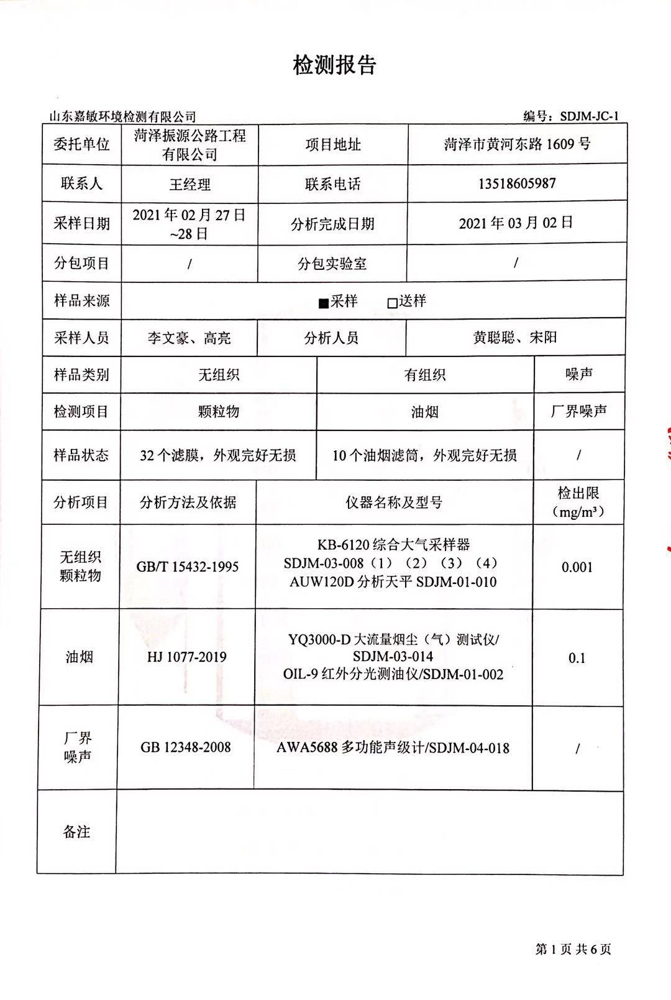 检测报告
山东嘉敏环境检测有限公司 编号：SDJM-JC-1
委托单位 菏泽振源公路工程 项目地址 菏泽市黄河东路 1609 号
有限公司
联系人 王经理 联系电话 13518605987
采样日期 2021 年 02 月 27 日 分析完成日期 2021 年 03 月 02 日
~28 日
分包项目 / 分包实验室 /
样品来源 ■采样 □送样
采样人员 李文豪、高亮 分析人员 黄聪聪、宋阳
样品类别 无组织 有组织 噪声
检测项目 颗粒物 油烟 厂界噪声
样品状态 32 个滤膜，外观完好无损 10 个油烟滤筒，外观完好无损 /
分析项目 分析方法及依据 仪器名称及型号 检出限
（mg/m³）
无组织
颗粒物
GB/T 15432-1995
KB-6120 综合大气采样器
SDJM-03-008（1）（2）（3）（4）
AUW120D 分析天平 SDJM-01-010
0.001
油烟
HJ 1077-2019
YQ3000-D 大流量烟尘（气）测试仪/
SDJM-03-014
OIL-9 红外分光测油仪/SDJM-01-002
0.1
厂界
噪声
GB 12348-2008
AWA5688 多功能声级计/SDJM-04-018
/
备注
第 1 页 共 6 页